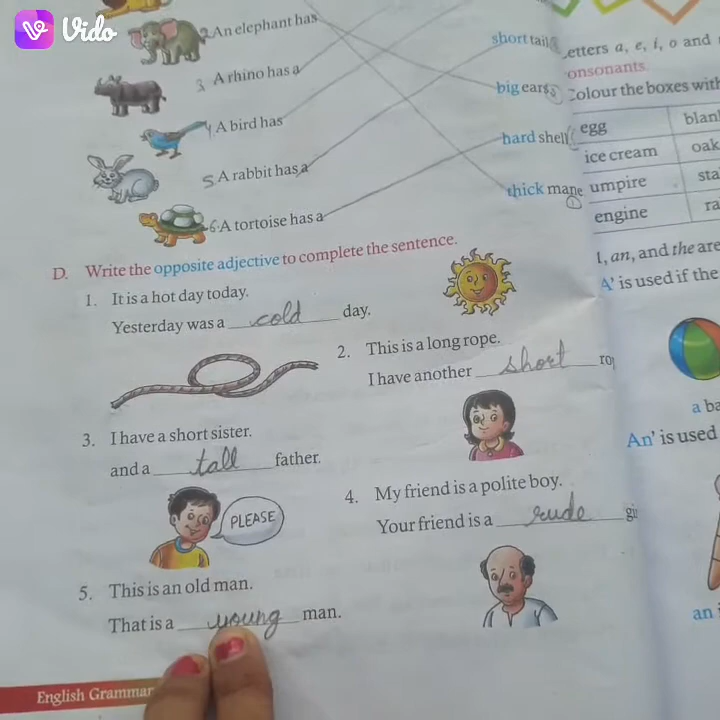 Vido
2 An elephant has
3 A rhino has a
4 A bird has
5 A rabbit has a
6 A tortoise has a
short tail
big ears
hard shell
thick mane 1
D. Write the opposite adjective to complete the sentence.
1. It is a hot day today.
Yesterday was a cold day.
2. This is a long rope.
I have another short
3. I have a short sister.
and a tall father.
4. My friend is a polite boy.
Your friend is a rude
PLEASE
5. This is an old man.
That is a young man.
English Grammar
etters a, e, i, o and
onsonants.
Colour the boxes with
egg
ice cream oak
umpire
engine
1, an, and the are
A' is used if the
a ba
An' is used
an